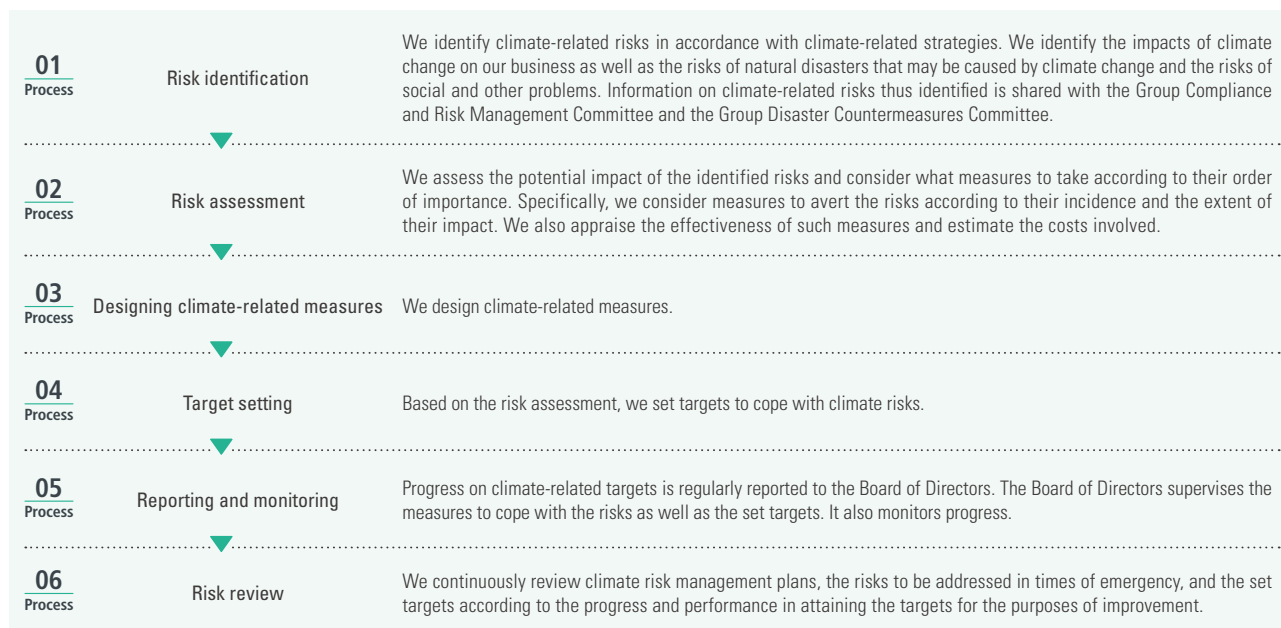 01
Process
Risk identification
We identify climate-related risks in accordance with climate-related strategies. We identify the impacts of climate
change on our business as well as the risks of natural disasters that may be caused by climate change and the risks of
social and other problems. Information on climate-related risks thus identified is shared with the Group Compliance
and Risk Management Committee and the Group Disaster Countermeasures Committee.
02
Process
Risk assessment
We assess the potential impact of the identified risks and consider what measures to take according to their order
of importance. Specifically, we consider measures to avert the risks according to their incidence and the extent of
their impact. We also appraise the effectiveness of such measures and estimate the costs involved.
03
Process
Designing climate-related measures
We design climate-related measures.
04
Process
Target setting
Based on the risk assessment, we set targets to cope with climate risks.
05
Process
Reporting and monitoring
Progress on climate-related targets is regularly reported to the Board of Directors. The Board of Directors supervises the
measures to cope with the risks as well as the set targets. It also monitors progress.
06
Process
Risk review
We continuously review climate risk management plans, the risks to be addressed in times of emergency, and the set
targets according to the progress and performance in attaining the targets for the purposes of improvement.